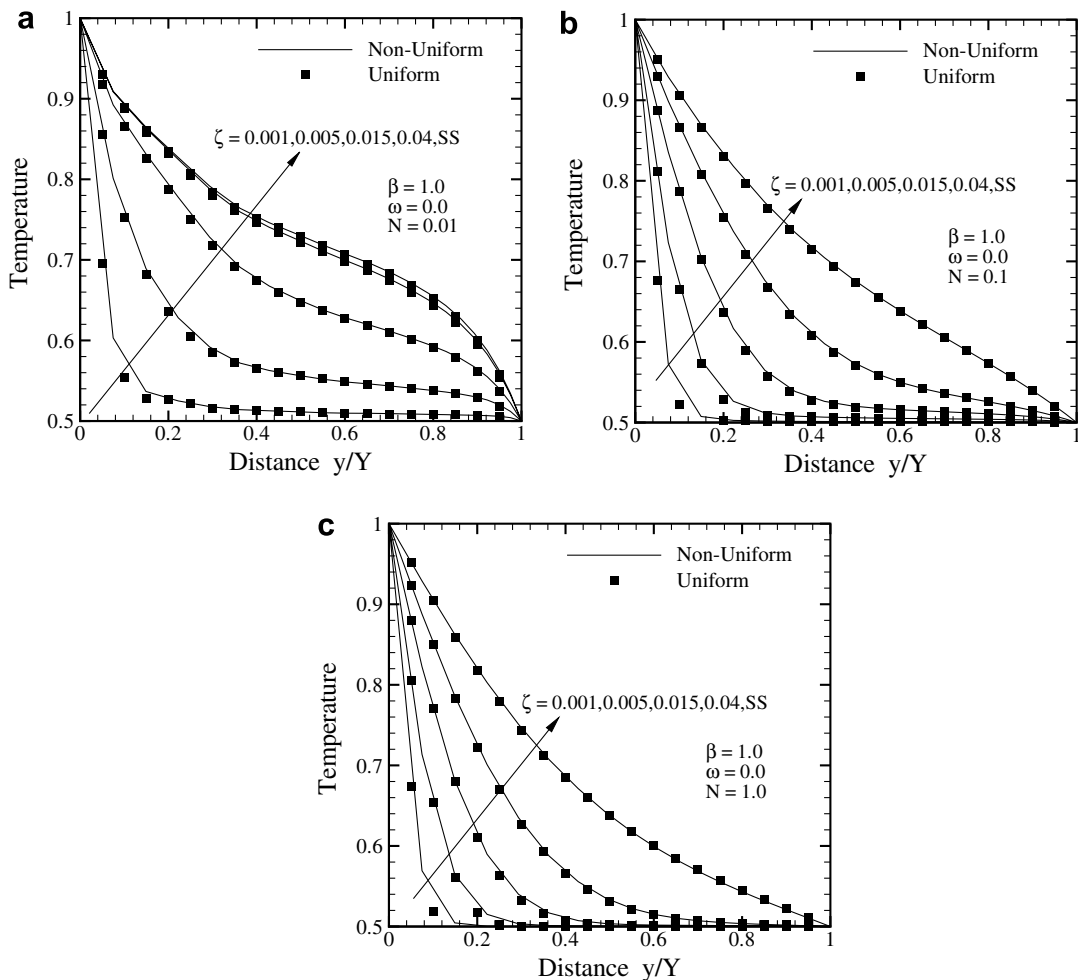 a
Non-Uniform
Uniform
ζ = 0.001,0.005,0.015,0.04,SS
β = 1.0
ω = 0.0
N = 0.01
Temperature
1
0.9
0.8
0.7
0.6
0.5
0
0.2
0.4
0.6
0.8
1
Distance y/Y
b
Non-Uniform
Uniform
ζ = 0.001,0.005,0.015,0.04,SS
β = 1.0
ω = 0.0
N = 0.1
Temperature
1
0.9
0.8
0.7
0.6
0.5
0
0.2
0.4
0.6
0.8
1
Distance y/Y
c
Non-Uniform
Uniform
ζ = 0.001,0.005,0.015,0.04,SS
β = 1.0
ω = 0.0
N = 1.0
Temperature
1
0.9
0.8
0.7
0.6
0.5
0
0.2
0.4
0.6
0.8
1
Distance y/Y